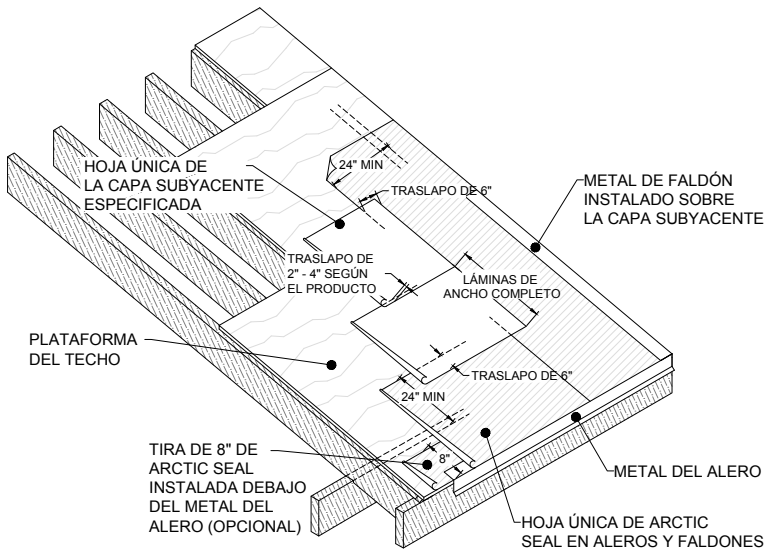 HOJA ÚNICA DE
LA CAPA SUBYACENTE
ESPECIFICADA
24" MIN
TRASLAPO DE 6"
METAL DE FALDÓN
INSTALADO SOBRE
LA CAPA SUBYACENTE
TRASLAPO DE
2" - 4" SEGÚN
EL PRODUCTO
LÁMINAS DE
ANCHO COMPLETO
PLATAFORMA
DEL TECHO
TRASLAPO DE 6"
24" MIN
TIRA DE 8" DE
ARCTIC SEAL
INSTALADA DEBAJO
DEL METAL DEL
ALERO (OPCIONAL)
8"
METAL DEL ALERO
HOJA ÚNICA DE ARCTIC
SEAL EN ALEROS Y FALDONES